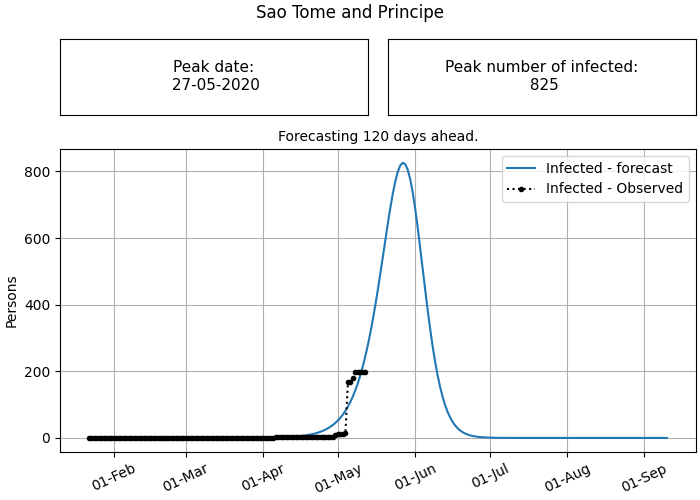 Sao Tome and Principe
Peak date:
27-05-2020
Peak number of infected:
825
Forecasting 120 days ahead.
Infected - forecast
Infected - Observed
Persons
800
600
400
200
0
01-Feb
01-Mar
01-Apr
01-May
01-Jun
01-Jul
01-Aug
01-Sep